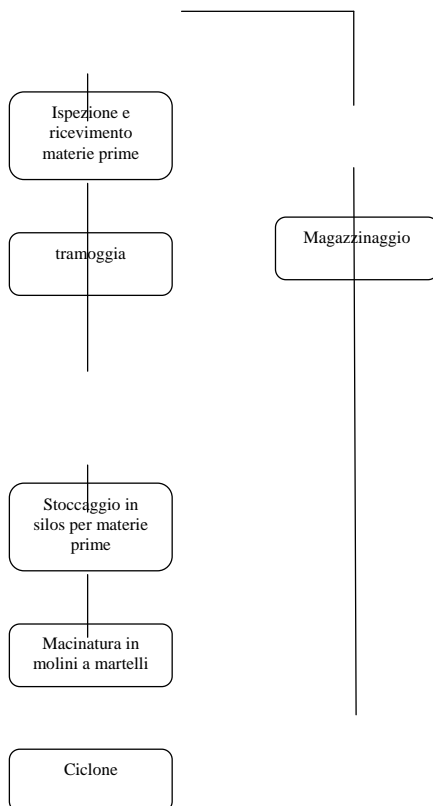 Ispezione e
ricevimento
materie prime
tramoggia
Magazzinaggio
Stoccaggio in
silos per materie
prime
Macinatura in
molini a martelli
Ciclone